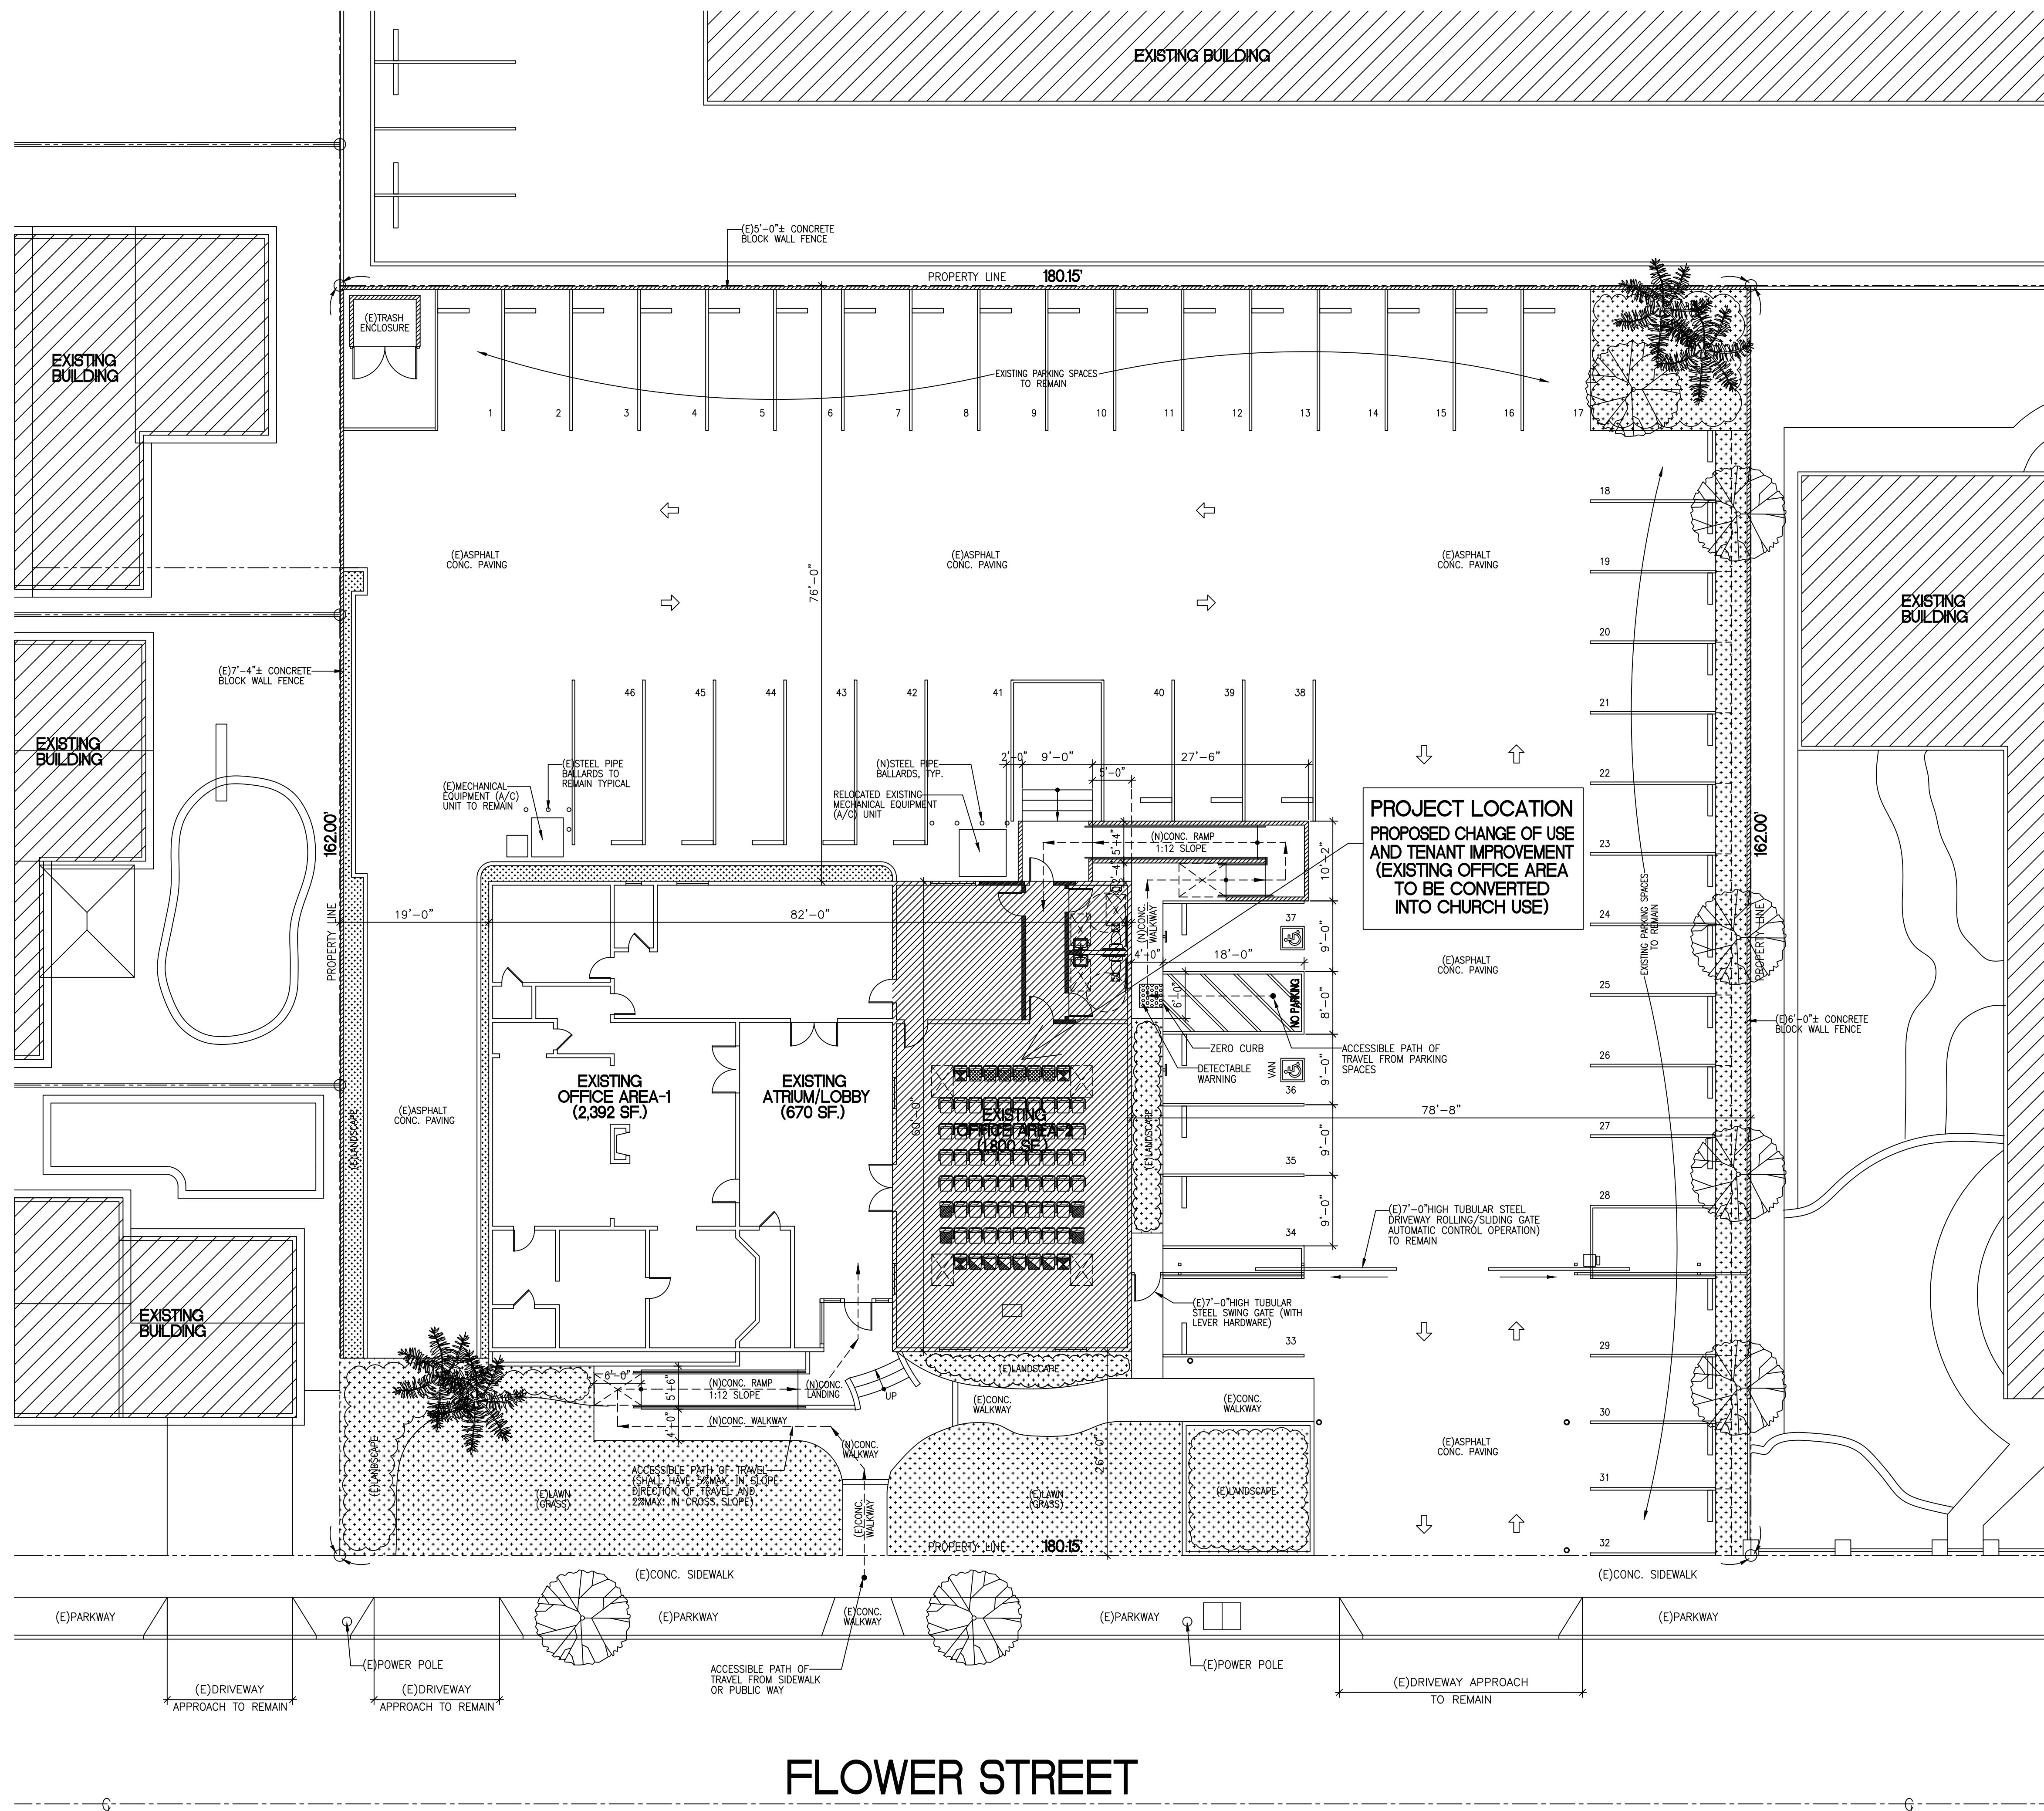 EXISTING BUILDING
(E)5'-0"± CONCRETE
BLOCK WALL FENCE
PROPERTY LINE 180.15'
(E)TRASH
ENCLOSURE
EXISTING
BUILDING
EXISTING PARKING SPACES
TO REMAIN
1 2 3 4 5 6 7 8 9 10 11 12 13 14 15 16 17
18
(E)ASPHALT
CONC. PAVING
(E)ASPHALT
CONC. PAVING
(E)ASPHALT
CONC. PAVING
76'-0"
19
20
EXISTING
BUILDING
(E)7'-4"± CONCRETE
BLOCK WALL FENCE
46 45 44 43 42 41 40 39 38
21
22
EXISTING
BUILDING
(E)STEEL PIPE
BALLARDS TO
REMAIN TYPICAL
(E)MECHANICAL
EQUIPMENT (A/C)
UNIT TO REMAIN
(N)STEEL PIPE
BALLARDS, TYP.
RELOCATED EXISTING
MECHANICAL EQUIPMENT
(A/C) UNIT
2'-0" 9'-0" 27'-6"
5'-0"
(N)CONC. RAMP
1:12 SLOPE
5'-4"
2'-4"
10'-2"
PROJECT LOCATION
PROPOSED CHANGE OF USE
AND TENANT IMPROVEMENT
(EXISTING OFFICE AREA
TO BE CONVERTED
INTO CHURCH USE)
162.00'
162.00'
23
24
PROPERTY LINE
PROPERTY LINE
EXISTING PARKING SPACES
TO REMAIN
19'-0" 82'-0"
(N)CONC.
WALKWAY
37
9'-0"
4'-0" 18'-0"
(E)ASPHALT
CONC. PAVING
25
6'-0"
NO PARKING
8'-0"
(E)6'-0"± CONCRETE
BLOCK WALL FENCE
ZERO CURB
DETECTABLE
WARNING
ACCESSIBLE PATH OF
TRAVEL FROM PARKING
SPACES
VAN
36
9'-0"
26
EXISTING
OFFICE AREA-1
(2,392 SF.)
EXISTING
ATRIUM/LOBBY
(670 SF.)
EXISTING
OFFICE AREA-2
(1,800 SF.)
60'-0"
(E)ASPHALT
CONC. PAVING
(E)LANDSCAPE
(E)LANDSCAPE
78'-8"
27
9'-0"
35
28
9'-0"
34
(E)7'-0"HIGH TUBULAR STEEL
DRIVEWAY ROLLING/SLIDING GATE
AUTOMATIC CONTROL OPERATION)
TO REMAIN
(E)7'-0"HIGH TUBULAR
STEEL SWING GATE (WITH
LEVER HARDWARE)
EXISTING
BUILDING
33
29
(E)LANDSCAPE
6'-0"
5'-6"
(N)CONC. RAMP
1:12 SLOPE
(N)CONC.
LANDING
UP
(E)CONC.
WALKWAY
(E)CONC.
WALKWAY
30
4'-0"
(N)CONC. WALKWAY
(N)CONC.
WALKWAY
(E)ASPHALT
CONC. PAVING
26'-0"
ACCESSIBLE PATH OF TRAVEL
(SHALL HAVE 5%MAX. IN SLOPE
DIRECTION OF TRAVEL AND
2%MAX. IN CROSS SLOPE)
(E)LANDSCAPE
(E)LAWN
(GRASS)
(E)CONC.
WALKWAY
(E)LAWN
(GRASS)
(E)LANDSCAPE
31
32
PROPERTY LINE 180.15'
(E)CONC. SIDEWALK
(E)CONC. SIDEWALK
(E)PARKWAY
(E)PARKWAY
(E)CONC.
WALKWAY
(E)PARKWAY
(E)PARKWAY
(E)POWER POLE
ACCESSIBLE PATH OF
TRAVEL FROM SIDEWALK
OR PUBLIC WAY
(E)POWER POLE
(E)DRIVEWAY
APPROACH TO REMAIN
(E)DRIVEWAY
APPROACH TO REMAIN
(E)DRIVEWAY APPROACH
TO REMAIN
FLOWER STREET